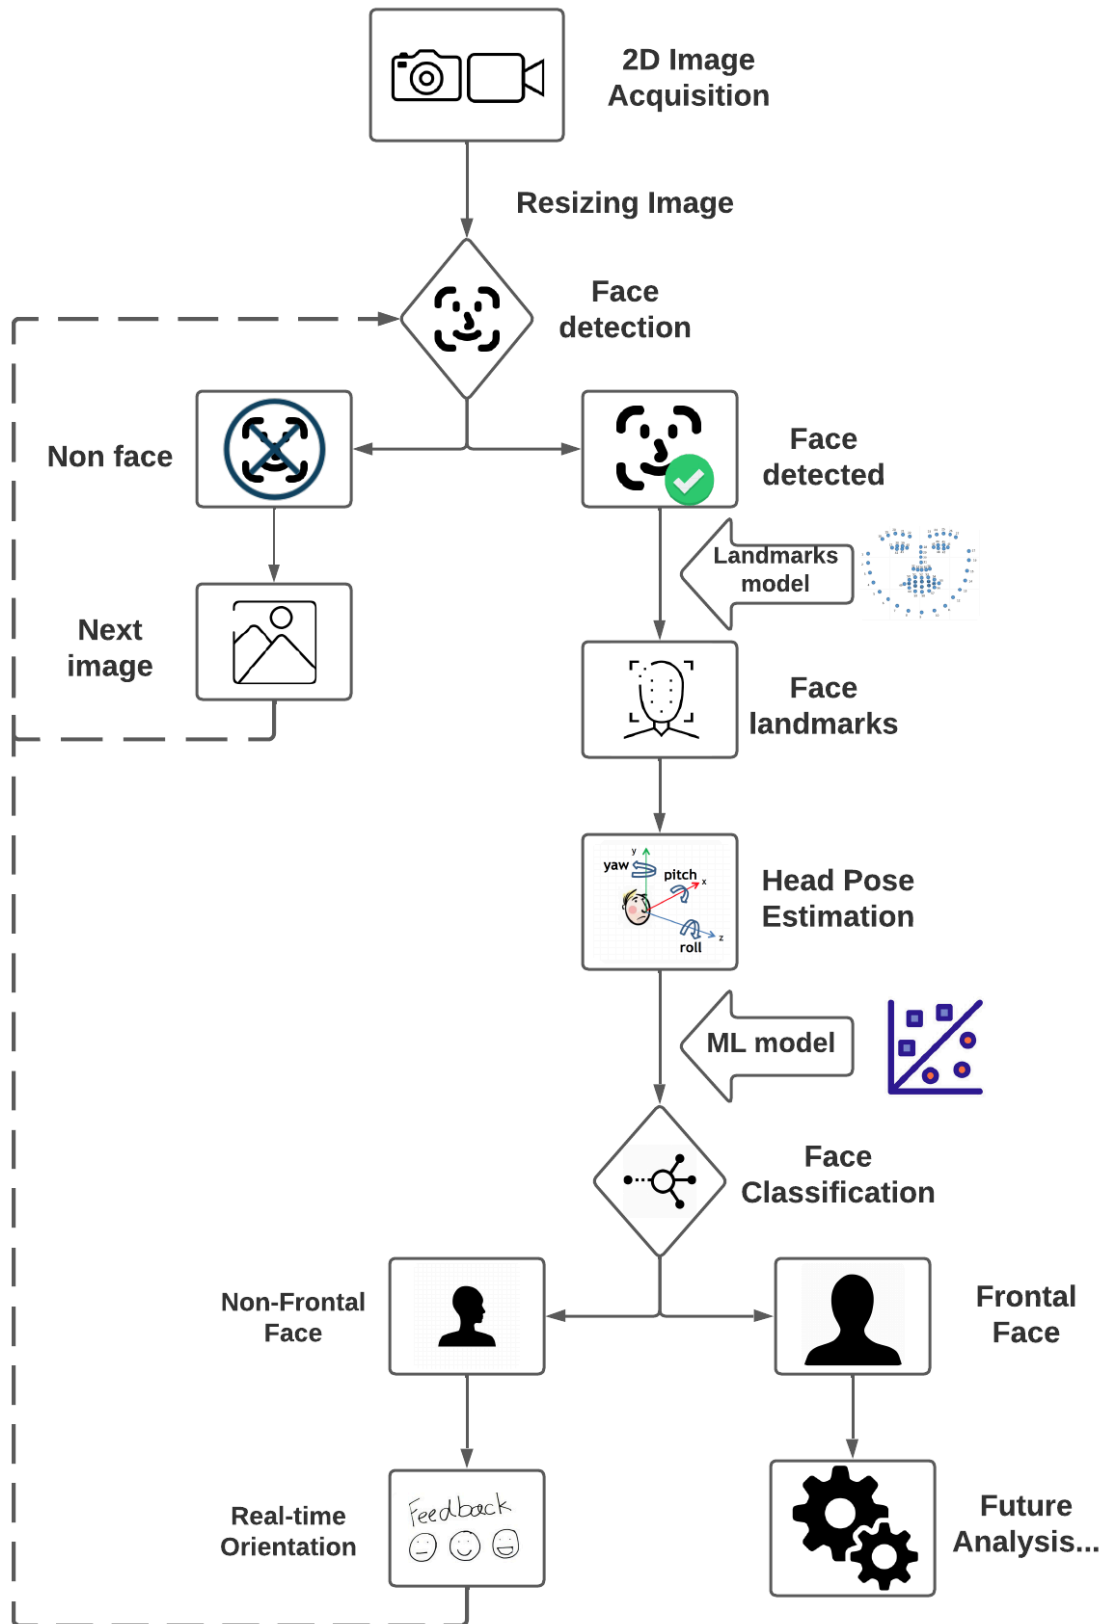 2D Image
Acquisition
Resizing Image
Face
detection
Non face
Face
detected
Landmarks
model
Next
image
Face
landmarks
y
yaw
pitch
x
z
roll
Head Pose
Estimation
ML model
Face
Classification
Non-Frontal
Face
Frontal
Face
Real-time
Orientation
Feedback
Future
Analysis...